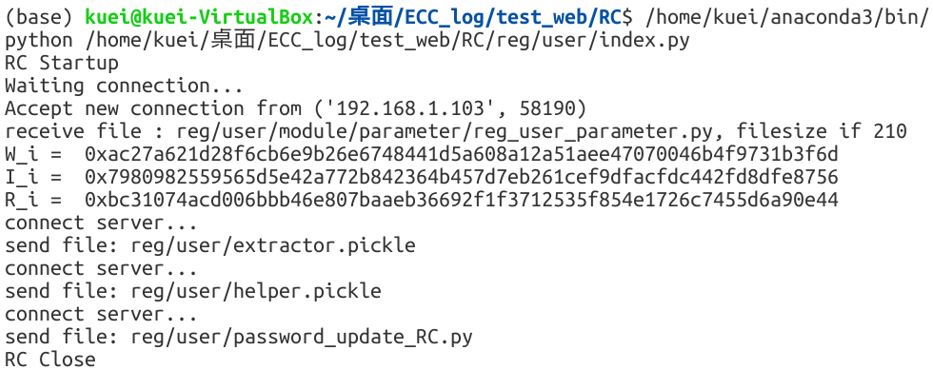 (base) kuei@kuei-VirtualBox:~/桌面/ECC_log/test_web/RC$ /home/kuei/anaconda3/bin/
python /home/kuei/桌面/ECC_log/test_web/RC/reg/user/index.py
RC Startup
Waiting connection...
Accept new connection from ('192.168.1.103', 58190)
receive file : reg/user/module/parameter/reg_user_parameter.py, filesize if 210
W_i =  0xac27a621d28f6cb6e9b26e6748441d5a608a12a51aee47070046b4f9731b3f6d
I_i =  0x7980982559565d5e42a772b842364b457d7eb261cef9dfacfdc442fd8dfe8756
R_i =  0xbc31074acd006bbb46e807baaeb36692f1f3712535f854e1726c7455d6a90e44
connect server...
send file: reg/user/extractor.pickle
connect server...
send file: reg/user/helper.pickle
connect server...
send file: reg/user/password_update_RC.py
RC Close